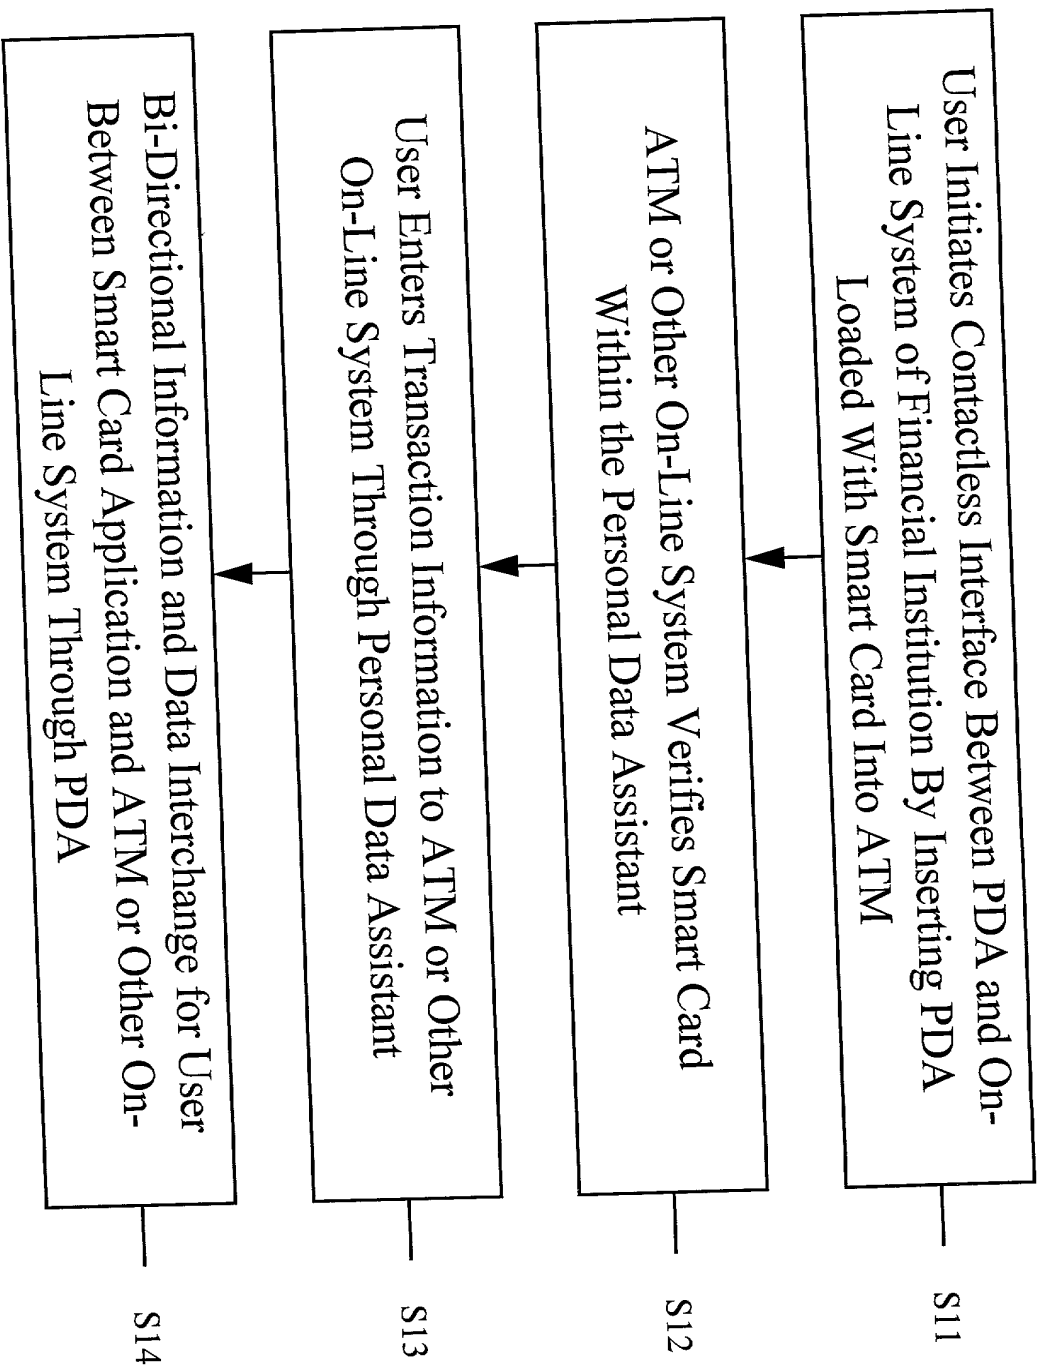 User Initiates Contactless Interface Between PDA and On-
Line System of Financial Institution By Inserting PDA
Loaded With Smart Card Into ATM
S11
ATM or Other On-Line System Verifies Smart Card
Within the Personal Data Assistant
S12
User Enters Transaction Information to ATM or Other
On-Line System Through Personal Data Assistant
S13
Bi-Directional Information and Data Interchange for User
Between Smart Card Application and ATM or Other On-
Line System Through PDA
S14